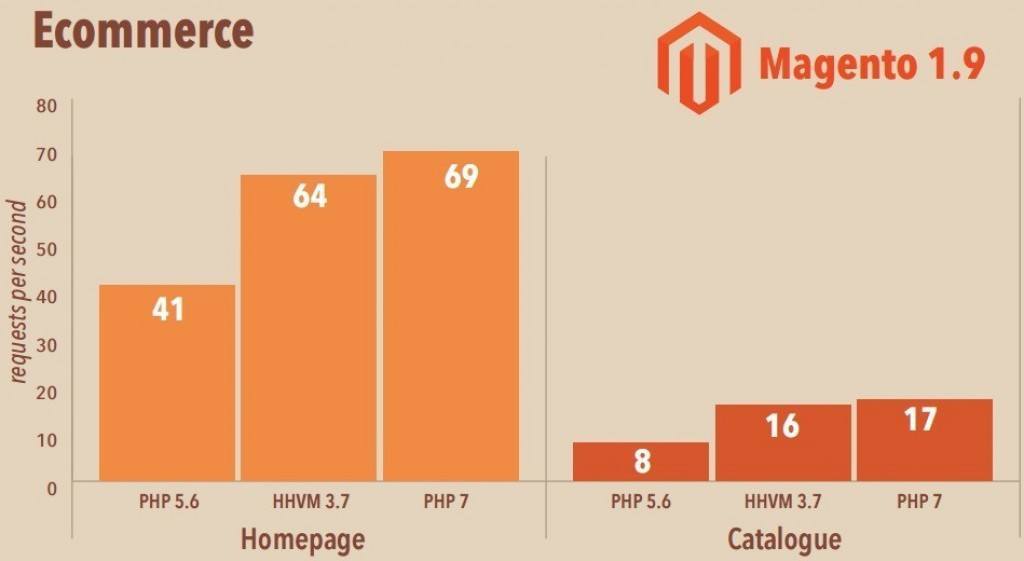 Ecommerce
Magento 1.9
requests per second
80
70
60
50
40
30
20
10
0
41
64
69
8
16
17
PHP 5.6
HHVM 3.7
PHP 7
PHP 5.6
HHVM 3.7
PHP 7
Homepage
Catalogue